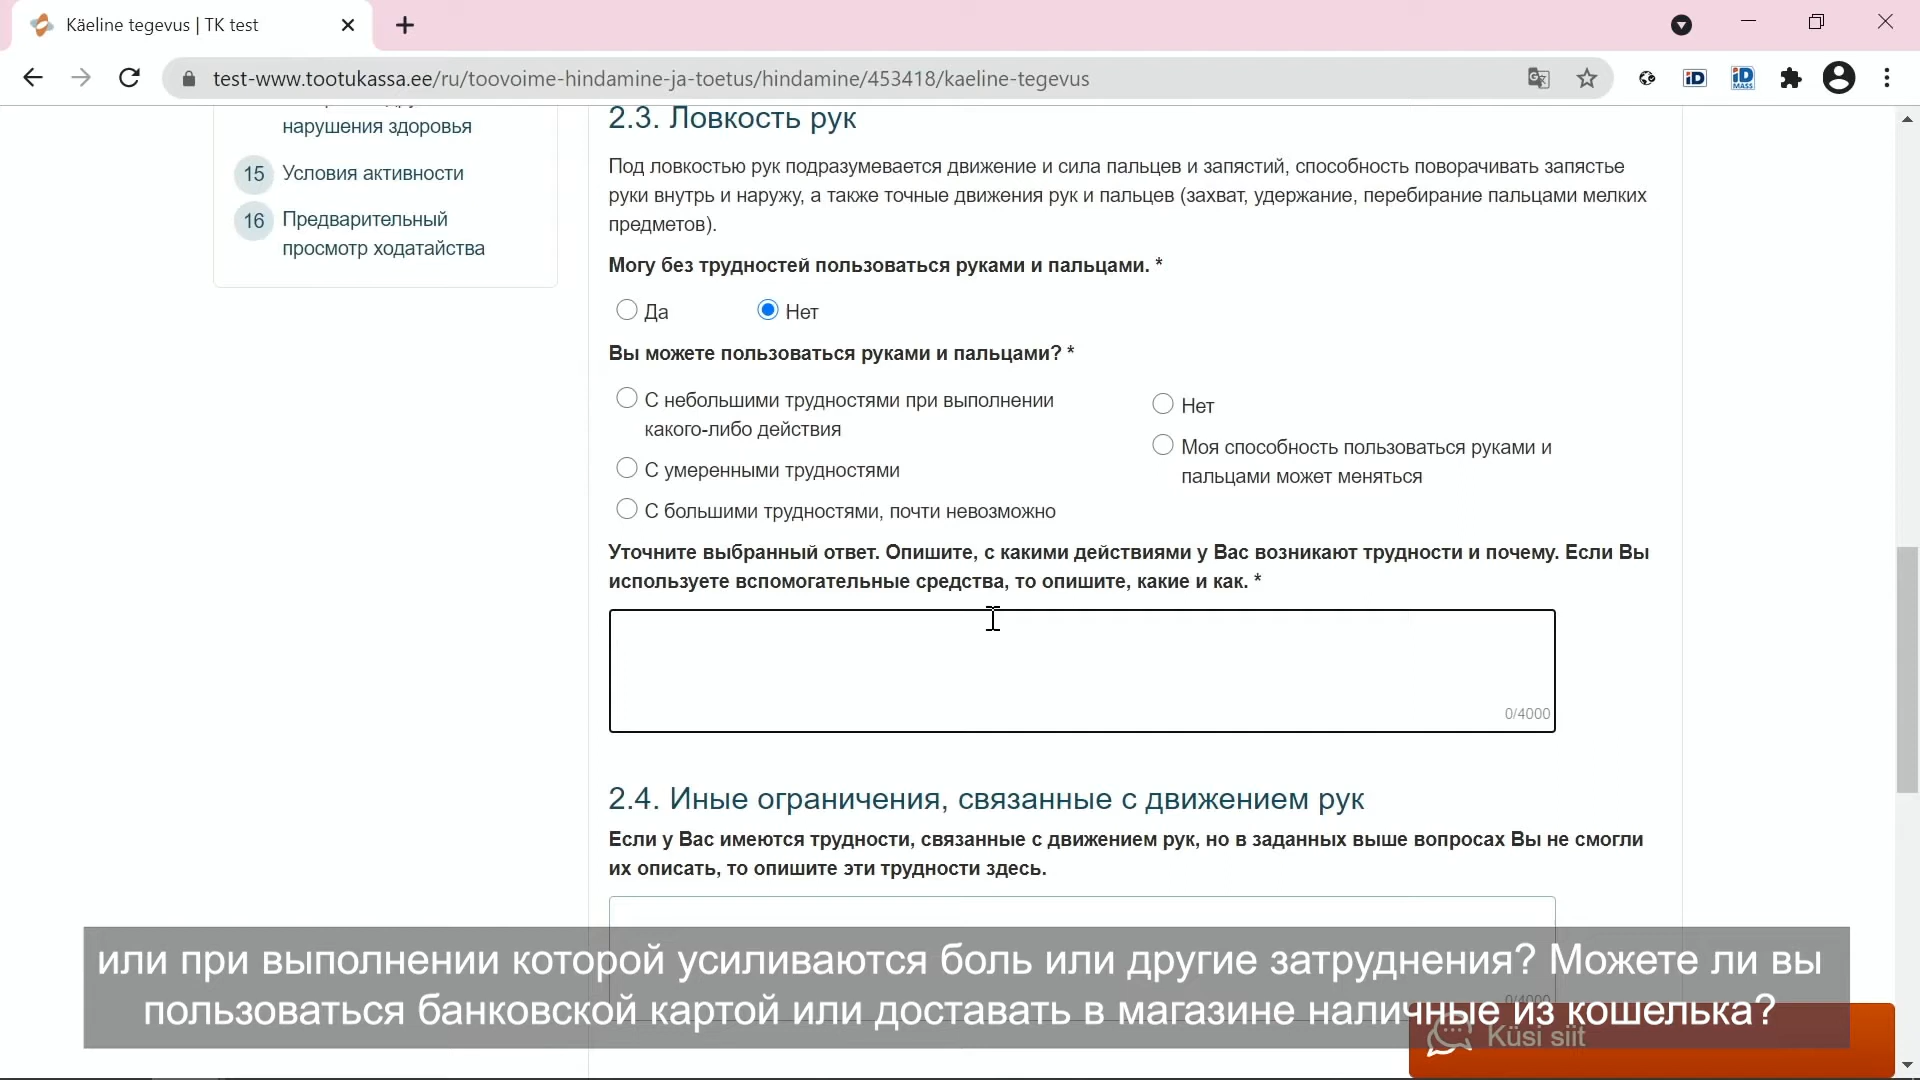 Käeline tegevus | TK test
test-www.tootukassa.ee/ru/toovoime-hindamine-ja-toetus/hindamine/453418/kaeline-tegevus
iD
iD
MASS
нарушения здоровья
15 Условия активности
16 Предварительный
просмотр ходатайства
2.3. Ловкость рук
Под ловкостью рук подразумевается движение и сила пальцев и запястий, способность поворачивать запястье
руки внутрь и наружу, а также точные движения рук и пальцев (захват, удержание, перебирание пальцами мелких
предметов).
Могу без трудностей пользоваться руками и пальцами. *
Да Нет
Вы можете пользоваться руками и пальцами? *
С небольшими трудностями при выполнении
какого-либо действия
С умеренными трудностями
С большими трудностями, почти невозможно
Нет
Моя способность пользоваться руками и
пальцами может меняться
Уточните выбранный ответ. Опишите, с какими действиями у Вас возникают трудности и почему. Если Вы
используете вспомогательные средства, то опишите, какие и как. *
0/4000
2.4. Иные ограничения, связанные с движением рук
Если у Вас имеются трудности, связанные с движением рук, но в заданных выше вопросах Вы не смогли
их описать, то опишите эти трудности здесь.
0/4000
или при выполнении которой усиливаются боль или другие затруднения? Можете ли вы
пользоваться банковской картой или доставать в магазине наличные из кошелька?
Küsi siit